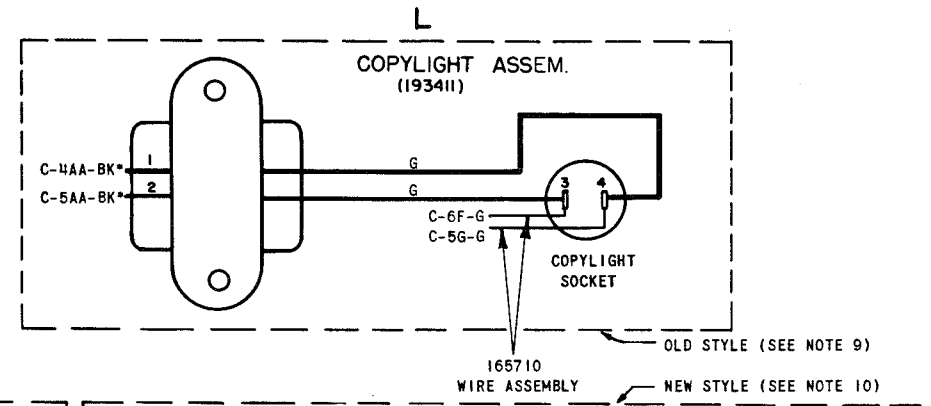 L
COPYLIGHT ASSEM.
(193411)
C-4AA-BK*
1
G
C-5AA-BK*
2
G
3 4
C-6F-G
C-5G-G
COPYLIGHT
SOCKET
165710
WIRE ASSEMBLY
OLD STYLE (SEE NOTE 9)
NEW STYLE (SEE NOTE 10)